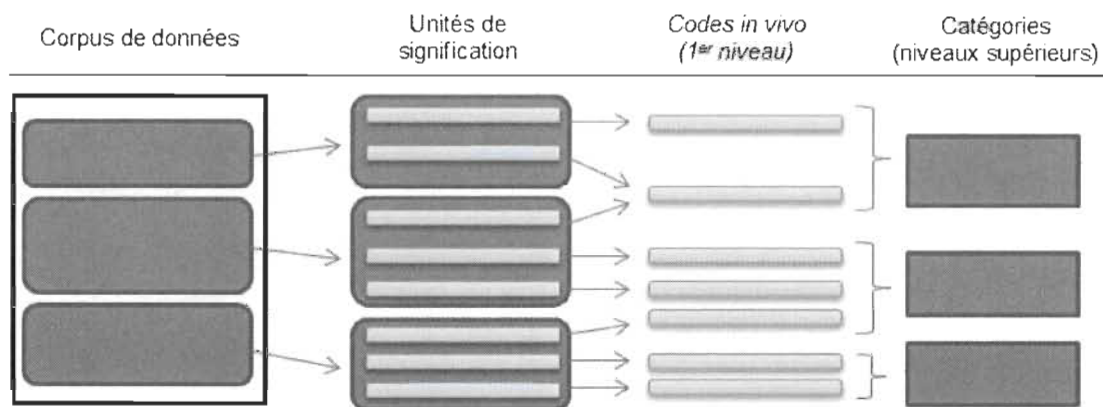 Corpus de données
Unités de
signification
Codes in vivo
(1er niveau)
Catégories
(niveaux supérieurs)